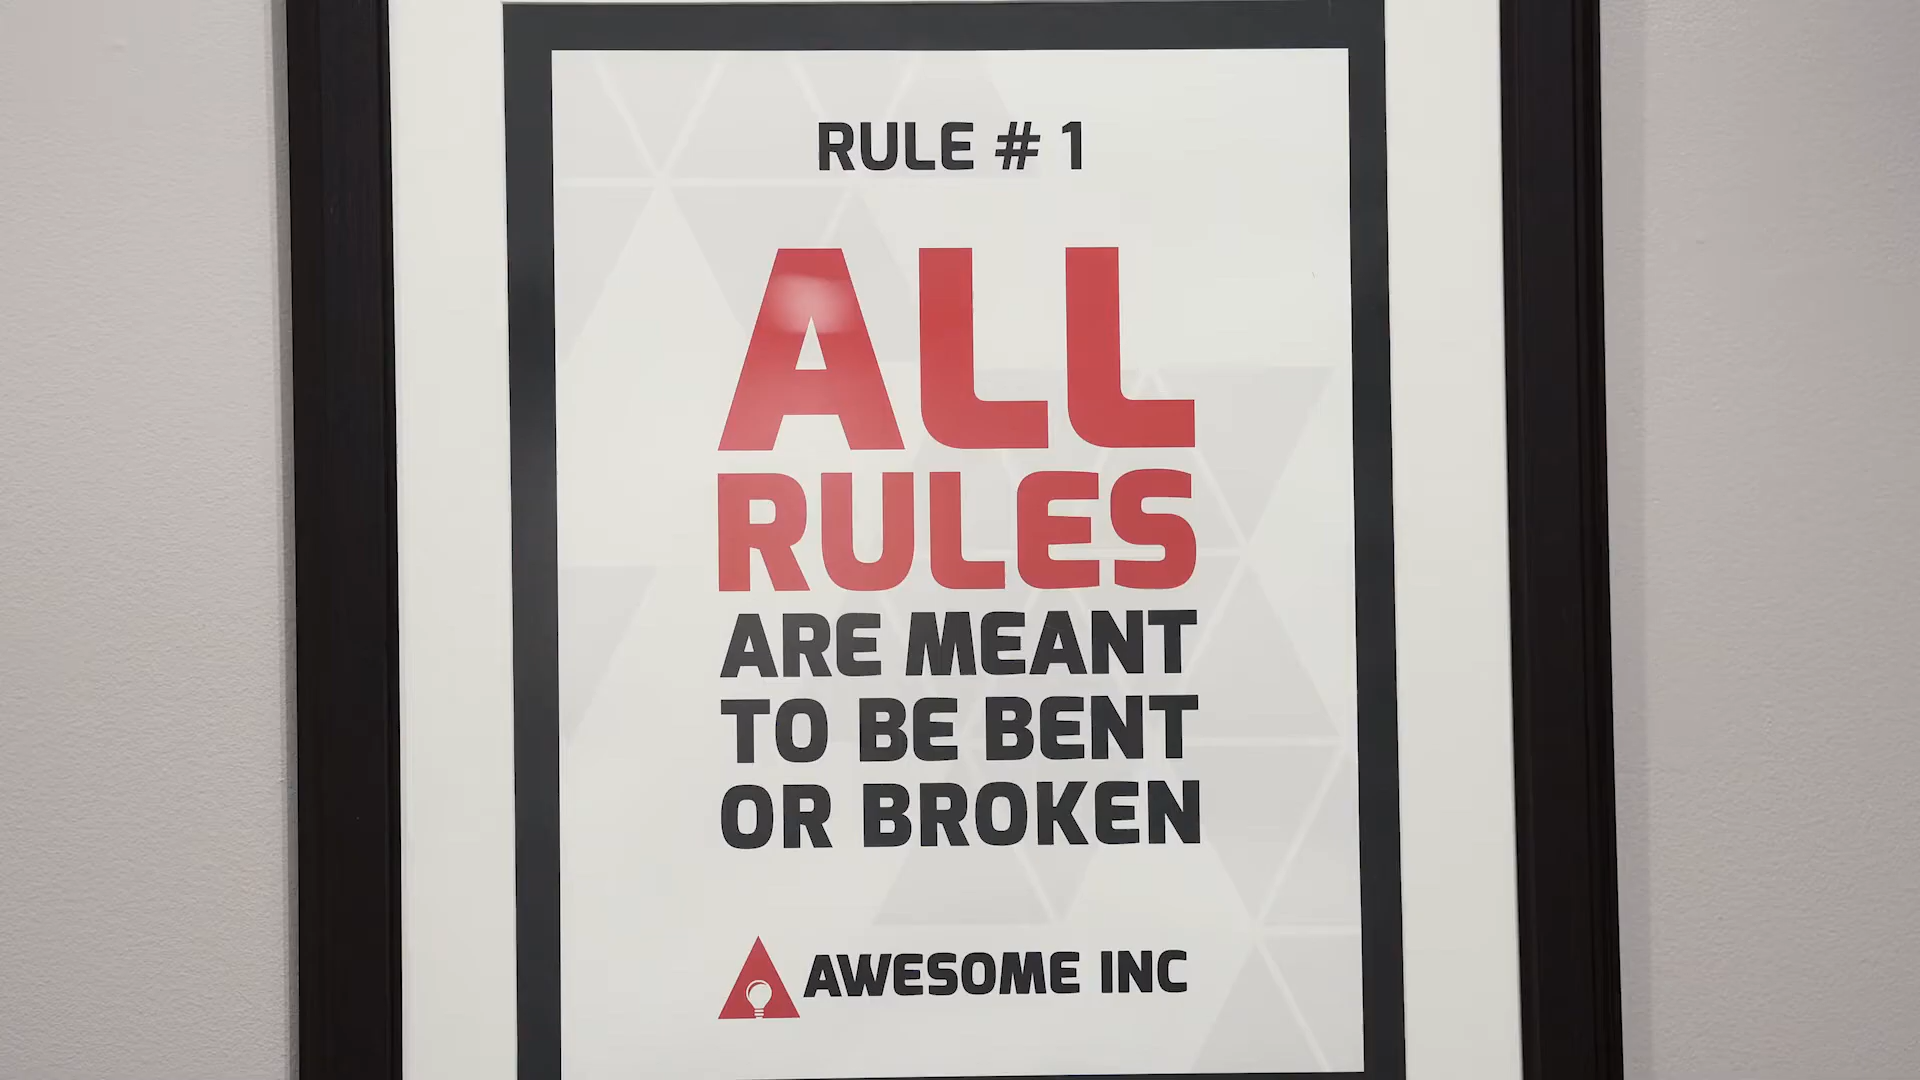 RULE # 1
ALL
RULES
ARE MEANT
TO BE BENT
OR BROKEN
AWESOME INC